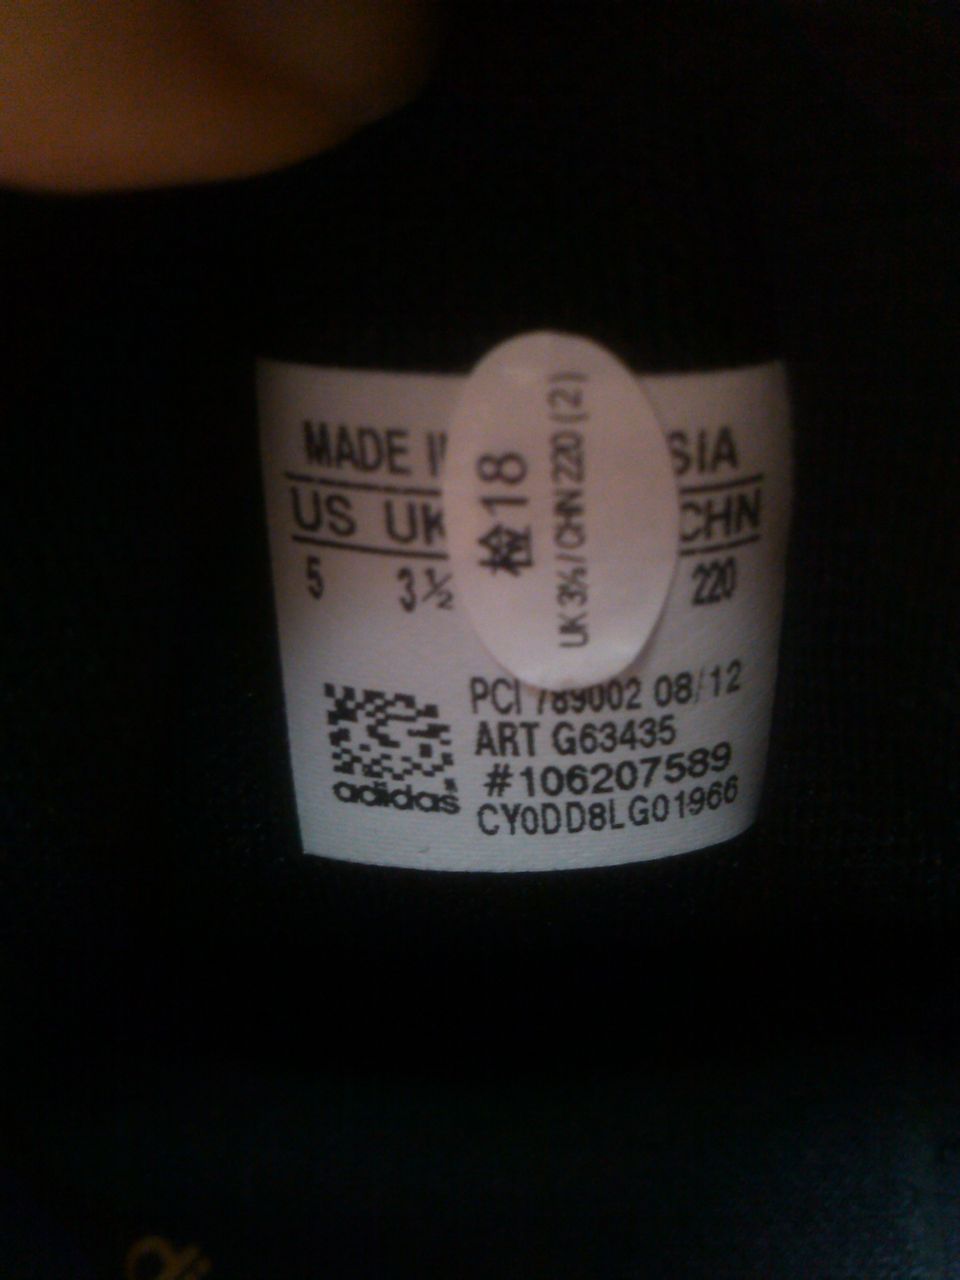 MADE I
SIA
US UK
CHN
5 3½
220
检18
UK 3½ / CHN 220 (2)
PCI 789002 08/12
ART G63435
#106207589
CY0DD8LG01966
adidas